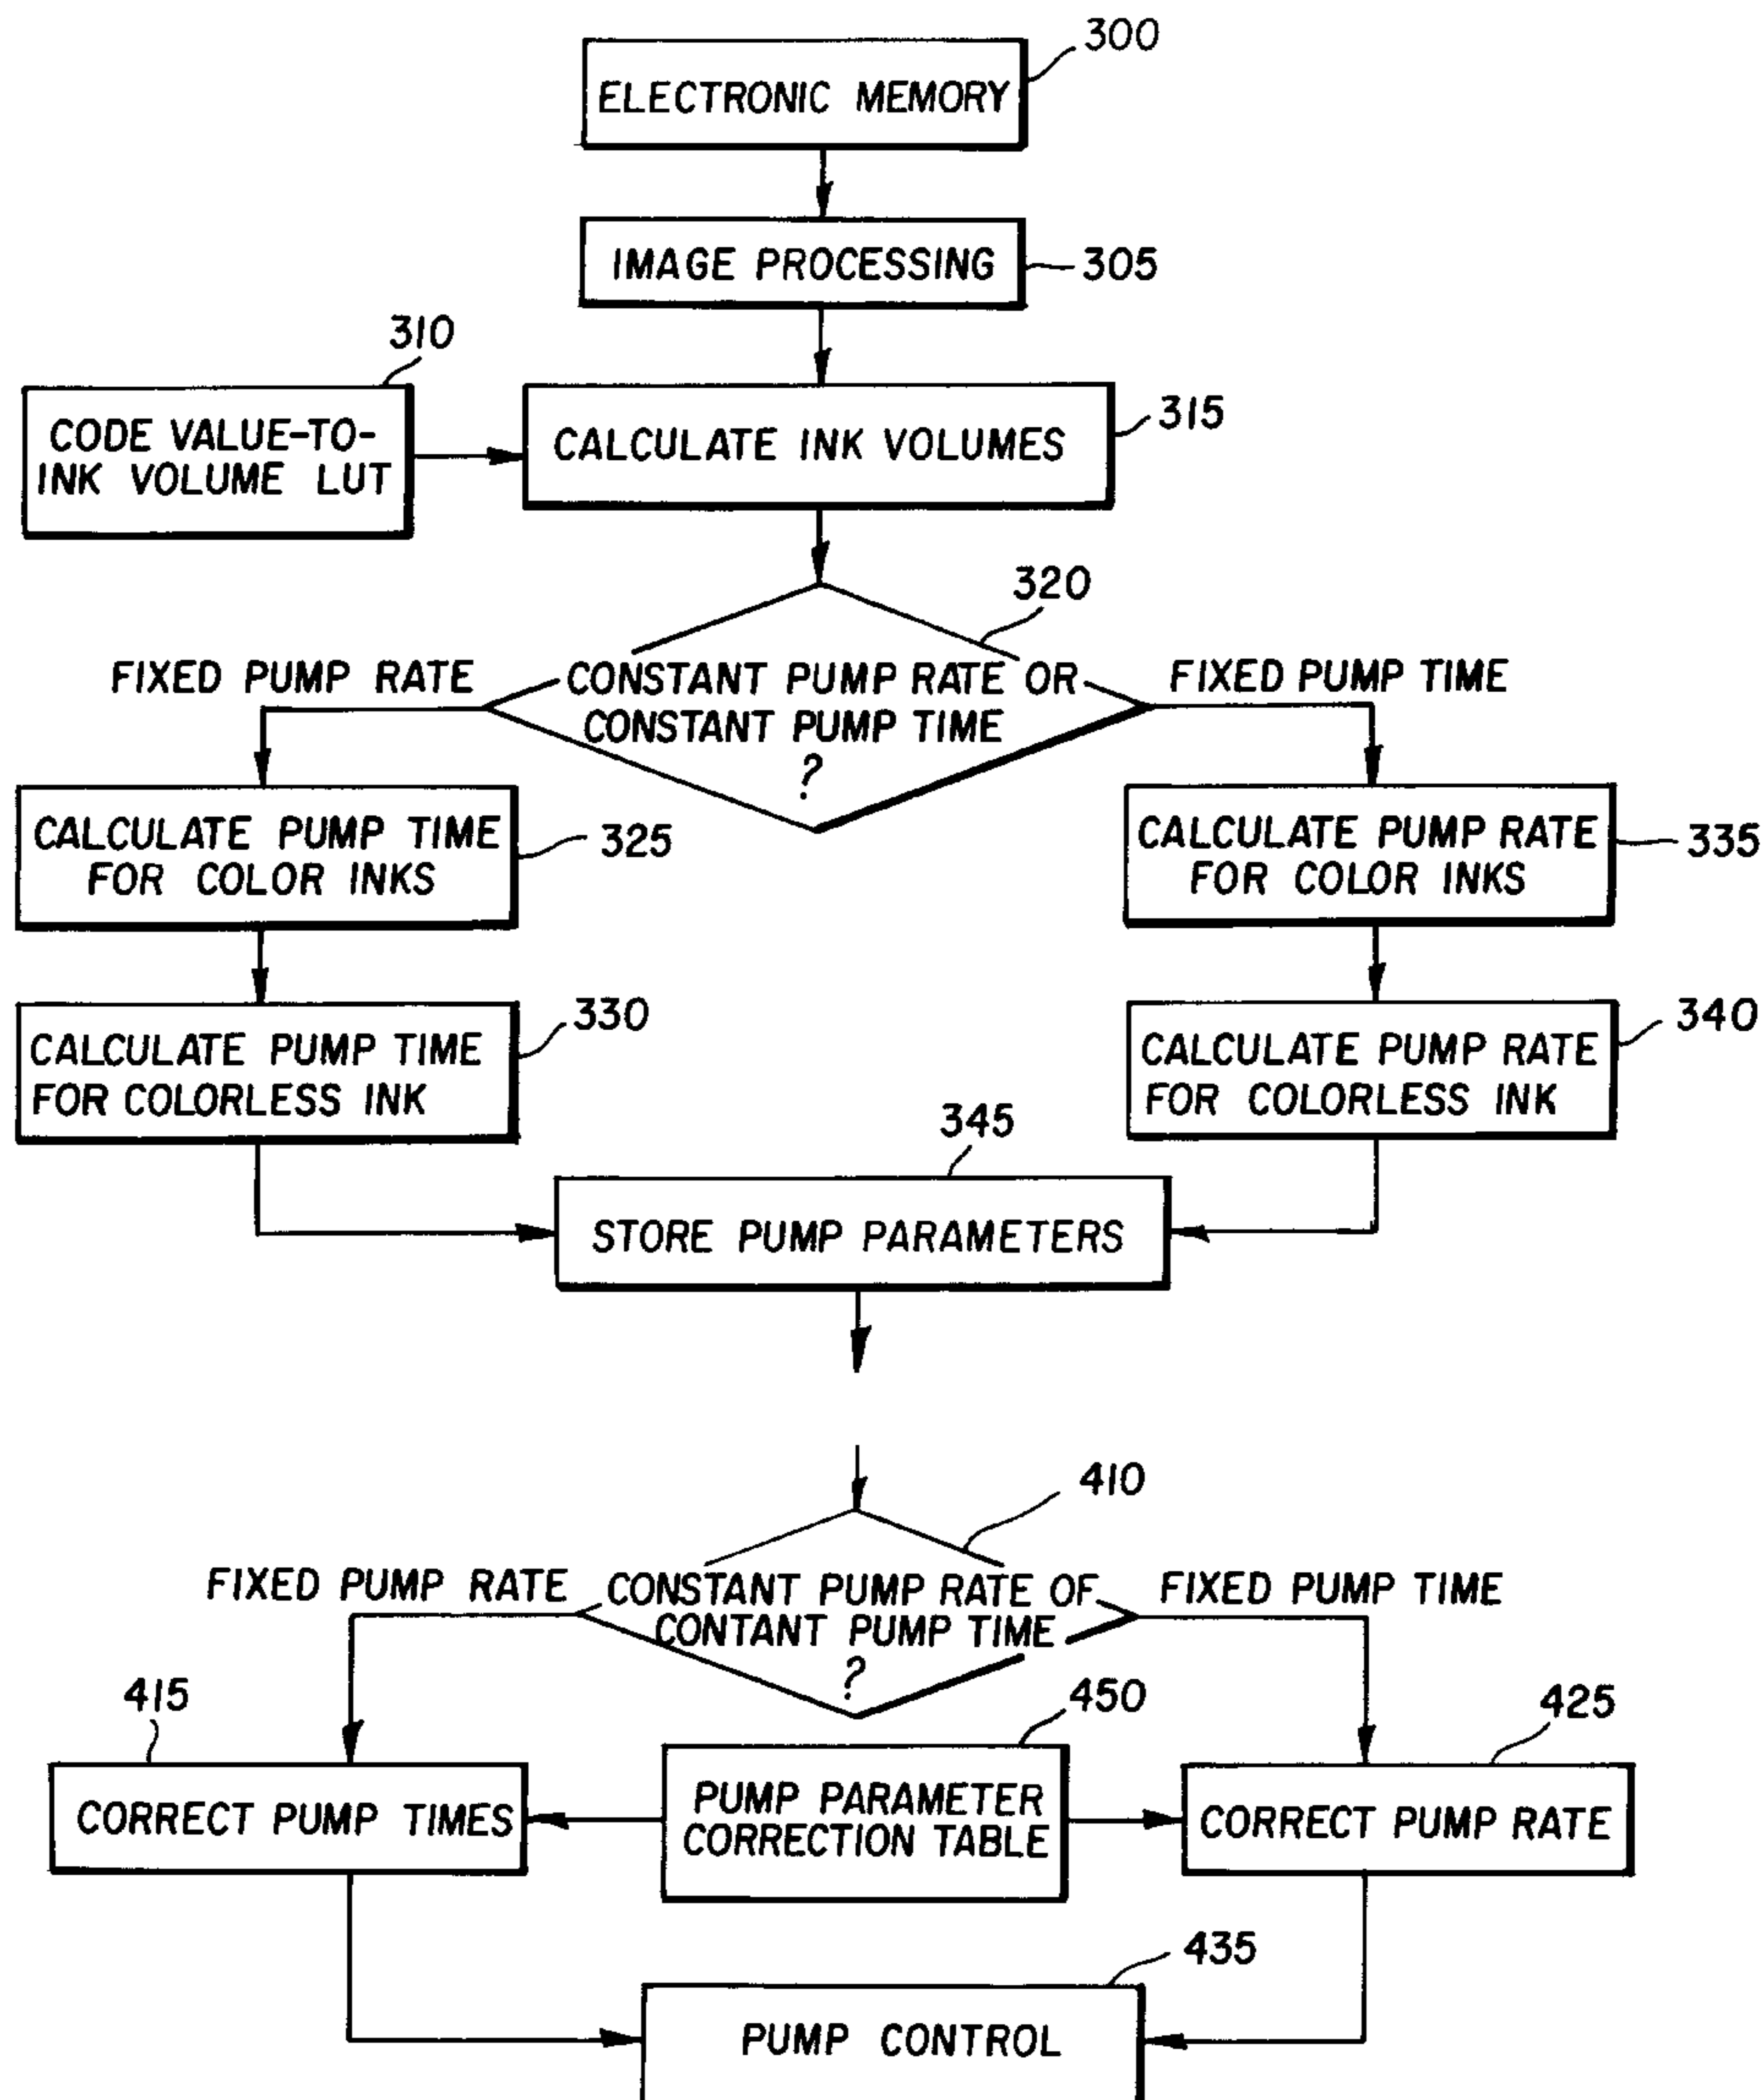 300
ELECTRONIC MEMORY
IMAGE PROCESSING
305
310
CODE VALUE-TO-
INK VOLUME LUT
CALCULATE INK VOLUMES
315
320
FIXED PUMP RATE
CONSTANT PUMP RATE OR
CONSTANT PUMP TIME
?
FIXED PUMP TIME
CALCULATE PUMP TIME
FOR COLOR INKS
325
CALCULATE PUMP RATE
FOR COLOR INKS
335
CALCULATE PUMP TIME
FOR COLORLESS INK
330
CALCULATE PUMP RATE
FOR COLORLESS INK
340
345
STORE PUMP PARAMETERS
410
FIXED PUMP RATE
CONSTANT PUMP RATE OF
CONTANT PUMP TIME
?
FIXED PUMP TIME
415
CORRECT PUMP TIMES
450
PUMP PARAMETER
CORRECTION TABLE
425
CORRECT PUMP RATE
435
PUMP CONTROL